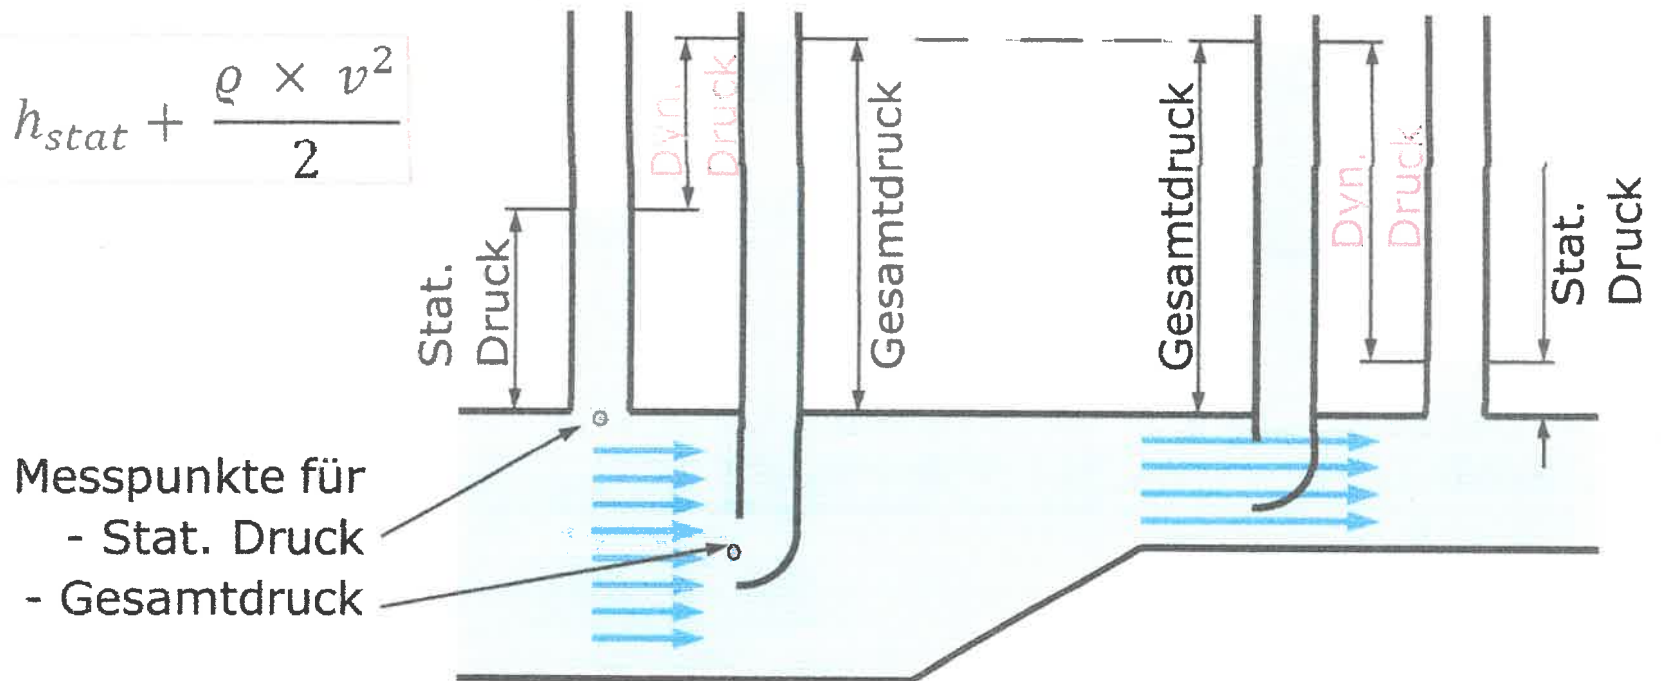 h_stat + (ϱ × v²) / 2
Dyn.
Druck
Gesamtdruck
Gesamtdruck
Dyn.
Druck
Stat.
Druck
Stat.
Druck
Messpunkte für
- Stat. Druck
- Gesamtdruck